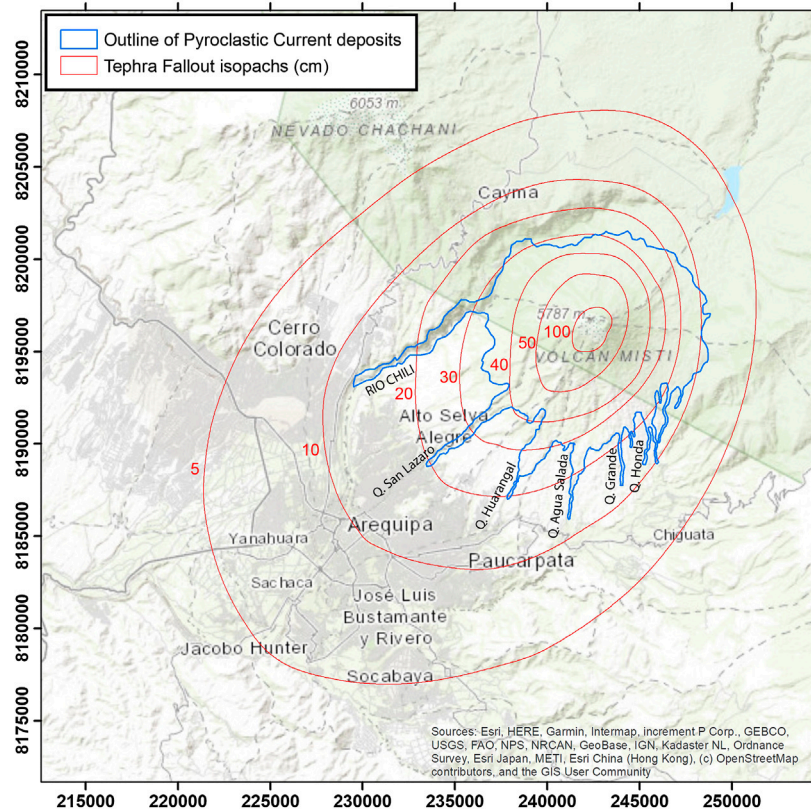 Outline of Pyroclastic Current deposits
Tephra Fallout isopachs (cm)
6053 m
NEVADO CHACHANI
Cayma
5787 m
100
50
VOLCÁN MISTI
Cerro
Colorado
RIO CHILI
40
30
20
Alto Selva
Alegre
10
5
Q. San Lazaro
Q. Huarangal
Q. Agua Salada
Q. Grande
Q. Honda
Arequipa
Yanahuara
Paucarpata
Chiguata
Sachaca
José Luis
Bustamante
y Rivero
Jacobo Hunter
Socabaya
Sources: Esri, HERE, Garmin, Intermap, increment P Corp., GEBCO,
USGS, FAO, NPS, NRCAN, GeoBase, IGN, Kadaster NL, Ordnance
Survey, Esri Japan, METI, Esri China (Hong Kong), (c) OpenStreetMap
contributors, and the GIS User Community
8210000
8205000
8200000
8195000
8190000
8185000
8180000
8175000
215000 220000 225000 230000 235000 240000 245000 250000